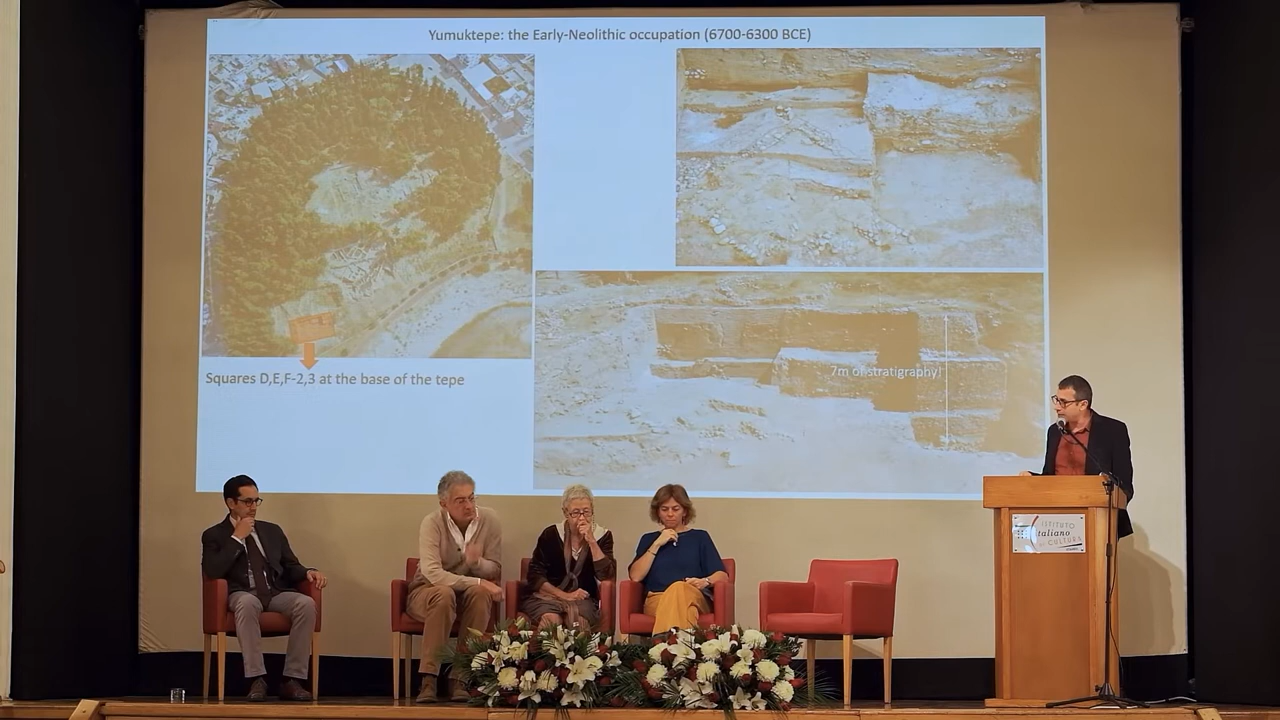 Yumuktepe: the Early-Neolithic occupation (6700-6300 BCE)
Squares D,E,F-2,3 at the base of the tepe
7m of stratigraphy!
ISTITUTO
italiano
DI CULTURA